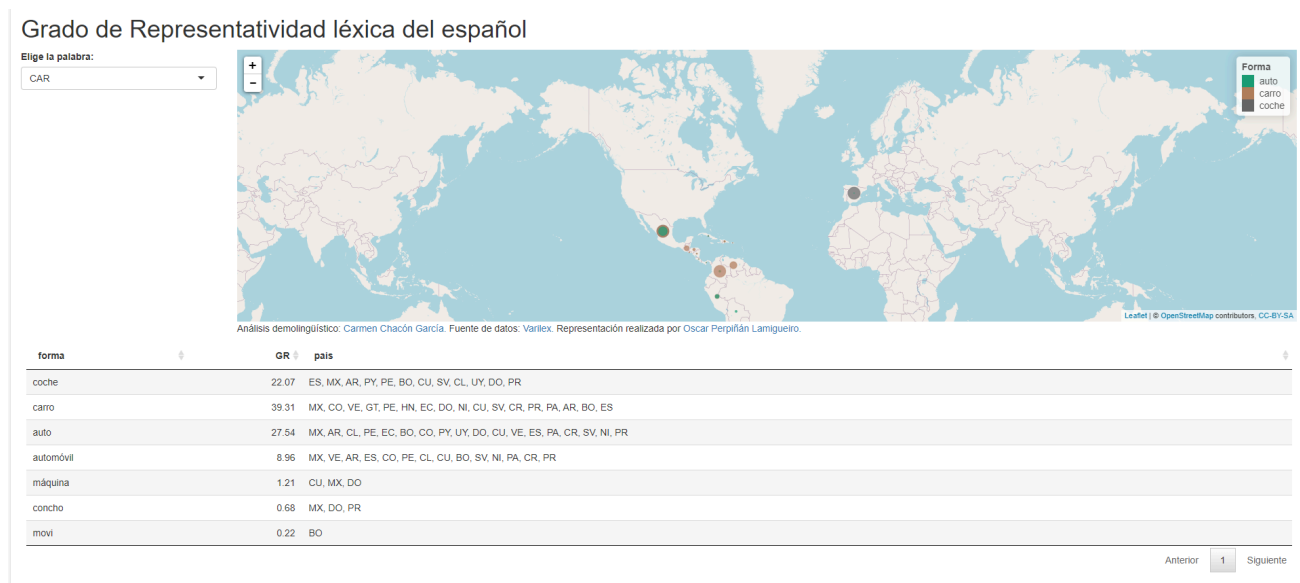 Grado de Representatividad léxica del español
Elige la palabra:
CAR
+
−
Forma
auto
carro
coche
Leaflet | © OpenStreetMap contributors, CC-BY-SA
Análisis demolingüístico: Carmen Chacón García. Fuente de datos: Varilex. Representación realizada por Oscar Perpiñán Lamigueiro.
forma GR pais
coche 22.07 ES, MX, AR, PY, PE, BO, CU, SV, CL, UY, DO, PR
carro 39.31 MX, CO, VE, GT, PE, HN, EC, DO, NI, CU, SV, CR, PR, PA, AR, BO, ES
auto 27.54 MX, AR, CL, PE, EC, BO, CO, PY, UY, DO, CU, VE, ES, PA, CR, SV, NI, PR
automóvil 8.96 MX, VE, AR, ES, CO, PE, CL, CU, BO, SV, NI, PA, CR, PR
máquina 1.21 CU, MX, DO
concho 0.68 MX, DO, PR
movi 0.22 BO
Anterior 1 Siguiente